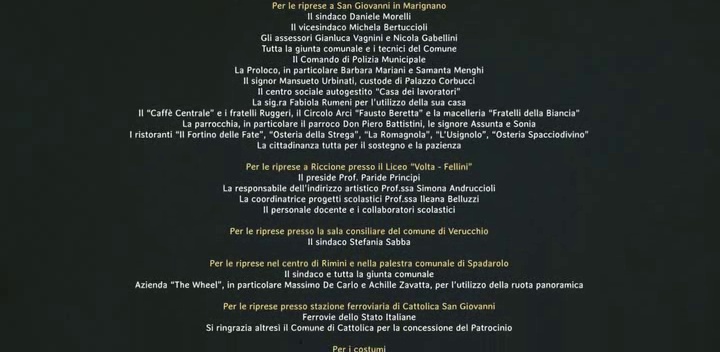 Per le riprese a San Giovanni in Marignano
Il sindaco Daniele Morelli
Il vicesindaco Michela Bertuccioli
Gli assessori Gianluca Vagnini e Nicola Gabellini
Tutta la giunta comunale e i tecnici del Comune
Il Comando di Polizia Municipale
La Proloco, in particolare Barbara Mariani e Samanta Menghi
Il signor Mansueto Urbinati, custode di Palazzo Corbucci
Il centro sociale autogestito "Casa dei lavoratori"
La sig.ra Fabiola Rumeni per l'utilizzo della sua casa
Il "Caffè Centrale" e i fratelli Ruggeri, il Circolo Arci "Fausto Beretta" e la macelleria "Fratelli della Biancia"
La parrocchia, in particolare il parroco Don Piero Battistini, le signore Assunta e Sonia
I ristoranti "Il Fortino delle Fate", "Osteria della Strega", "La Romagnola", "L'Usignolo", "Osteria Spacciodivino"
La cittadinanza tutta per il sostegno e la pazienza
Per le riprese a Riccione presso il Liceo "Volta - Fellini"
Il preside Prof. Paride Principi
La responsabile dell'indirizzo artistico Prof.ssa Simona Andruccioli
La coordinatrice progetti scolastici Prof.ssa Ileana Belluzzi
Il personale docente e i collaboratori scolastici
Per le riprese presso la sala consiliare del comune di Verucchio
Il sindaco Stefania Sabba
Per le riprese nel centro di Rimini e nella palestra comunale di Spadarolo
Il sindaco e tutta la giunta comunale
Azienda "The Wheel", in particolare Massimo De Carlo e Achille Zavatta, per l'utilizzo della ruota panoramica
Per le riprese presso stazione ferroviaria di Cattolica San Giovanni
Ferrovie dello Stato Italiane
Si ringrazia altresì il Comune di Cattolica per la concessione del Patrocinio
Per i costumi